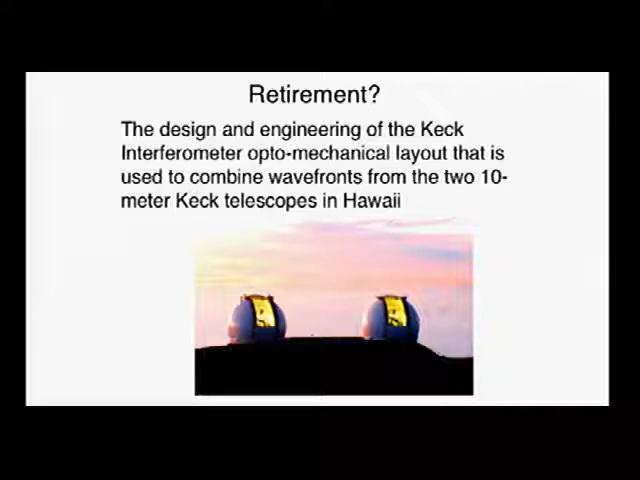 Retirement?
The design and engineering of the Keck
Interferometer opto-mechanical layout that is
used to combine wavefronts from the two 10-
meter Keck telescopes in Hawaii